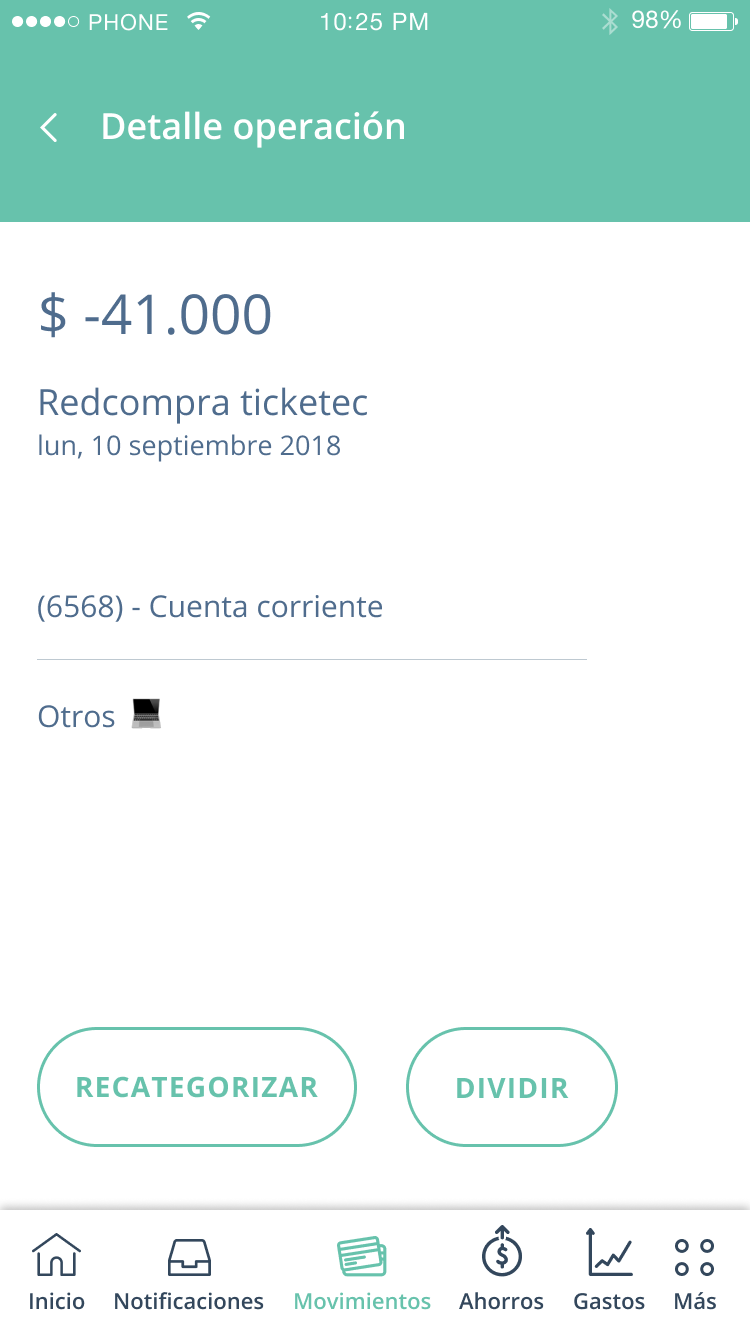 PHONE 10:25 PM 98%
Detalle operación
$ -41.000
Redcompra ticketec
lun, 10 septiembre 2018
(6568) - Cuenta corriente
Otros
RECATEGORIZAR DIVIDIR
Inicio Notificaciones Movimientos Ahorros Gastos Más